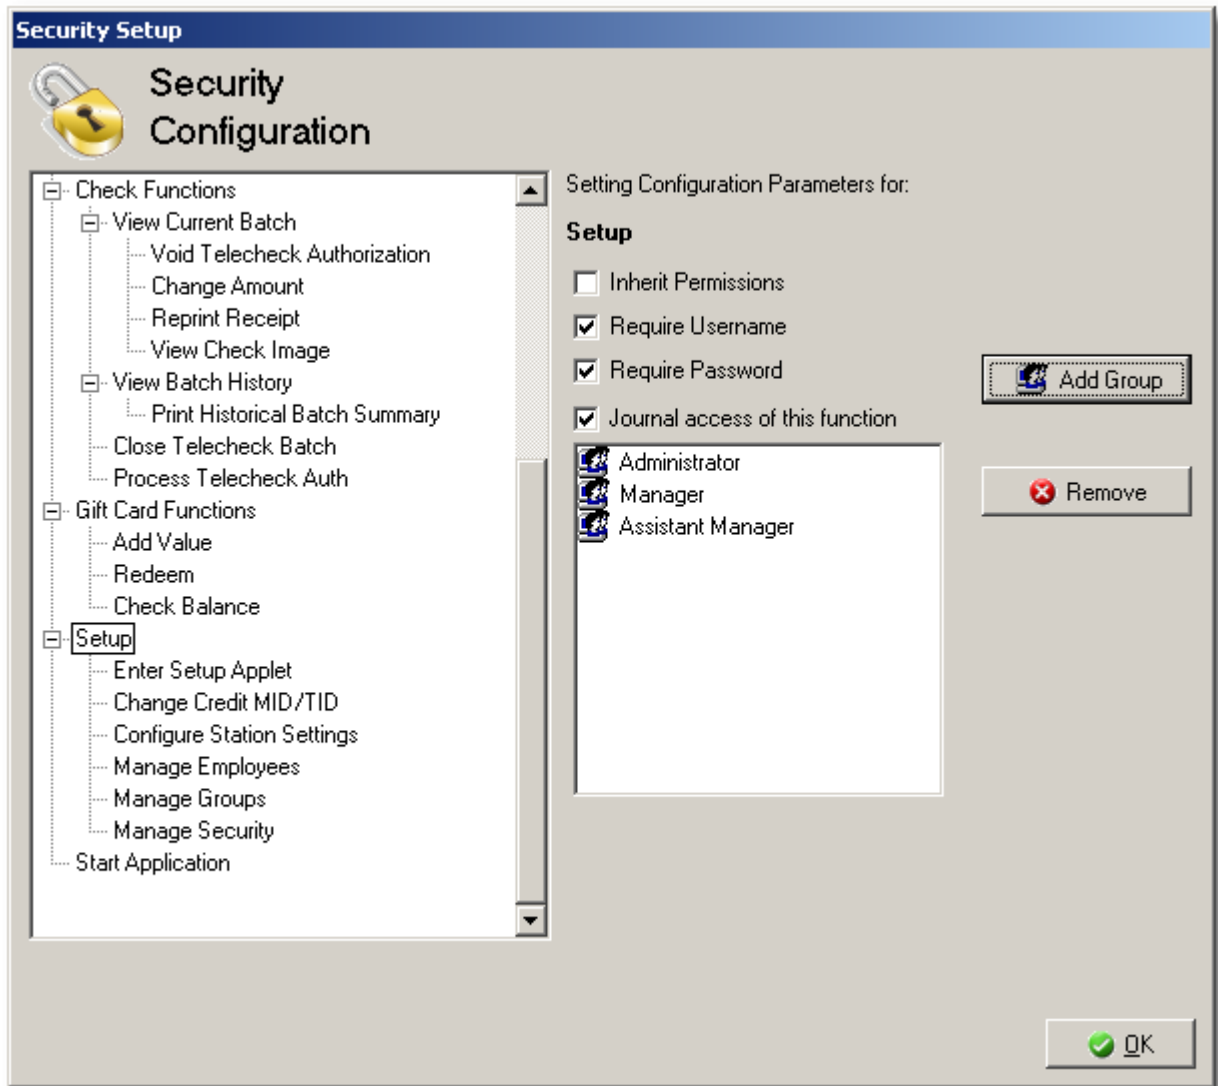 Security Setup
Security
Configuration
Check Functions
View Current Batch
Void Telecheck Authorization
Change Amount
Reprint Receipt
View Check Image
View Batch History
Print Historical Batch Summary
Close Telecheck Batch
Process Telecheck Auth
Gift Card Functions
Add Value
Redeem
Check Balance
Setup
Enter Setup Applet
Change Credit MID/TID
Configure Station Settings
Manage Employees
Manage Groups
Manage Security
Start Application
Setting Configuration Parameters for:
Setup
Inherit Permissions
Require Username
Require Password
Journal access of this function
Administrator
Manager
Assistant Manager
Add Group
Remove
OK